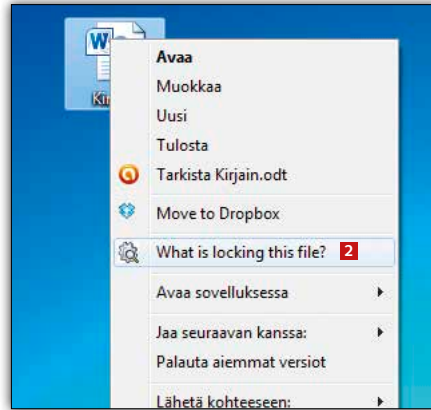 W
Avaa
Muokkaa
Uusi
Tulosta
Tarkista Kirjain.odt
Move to Dropbox
What is locking this file? 2
Avaa sovelluksessa
Jaa seuraavan kanssa:
Palauta aiemmat versiot
Lähetä kohteeseen: